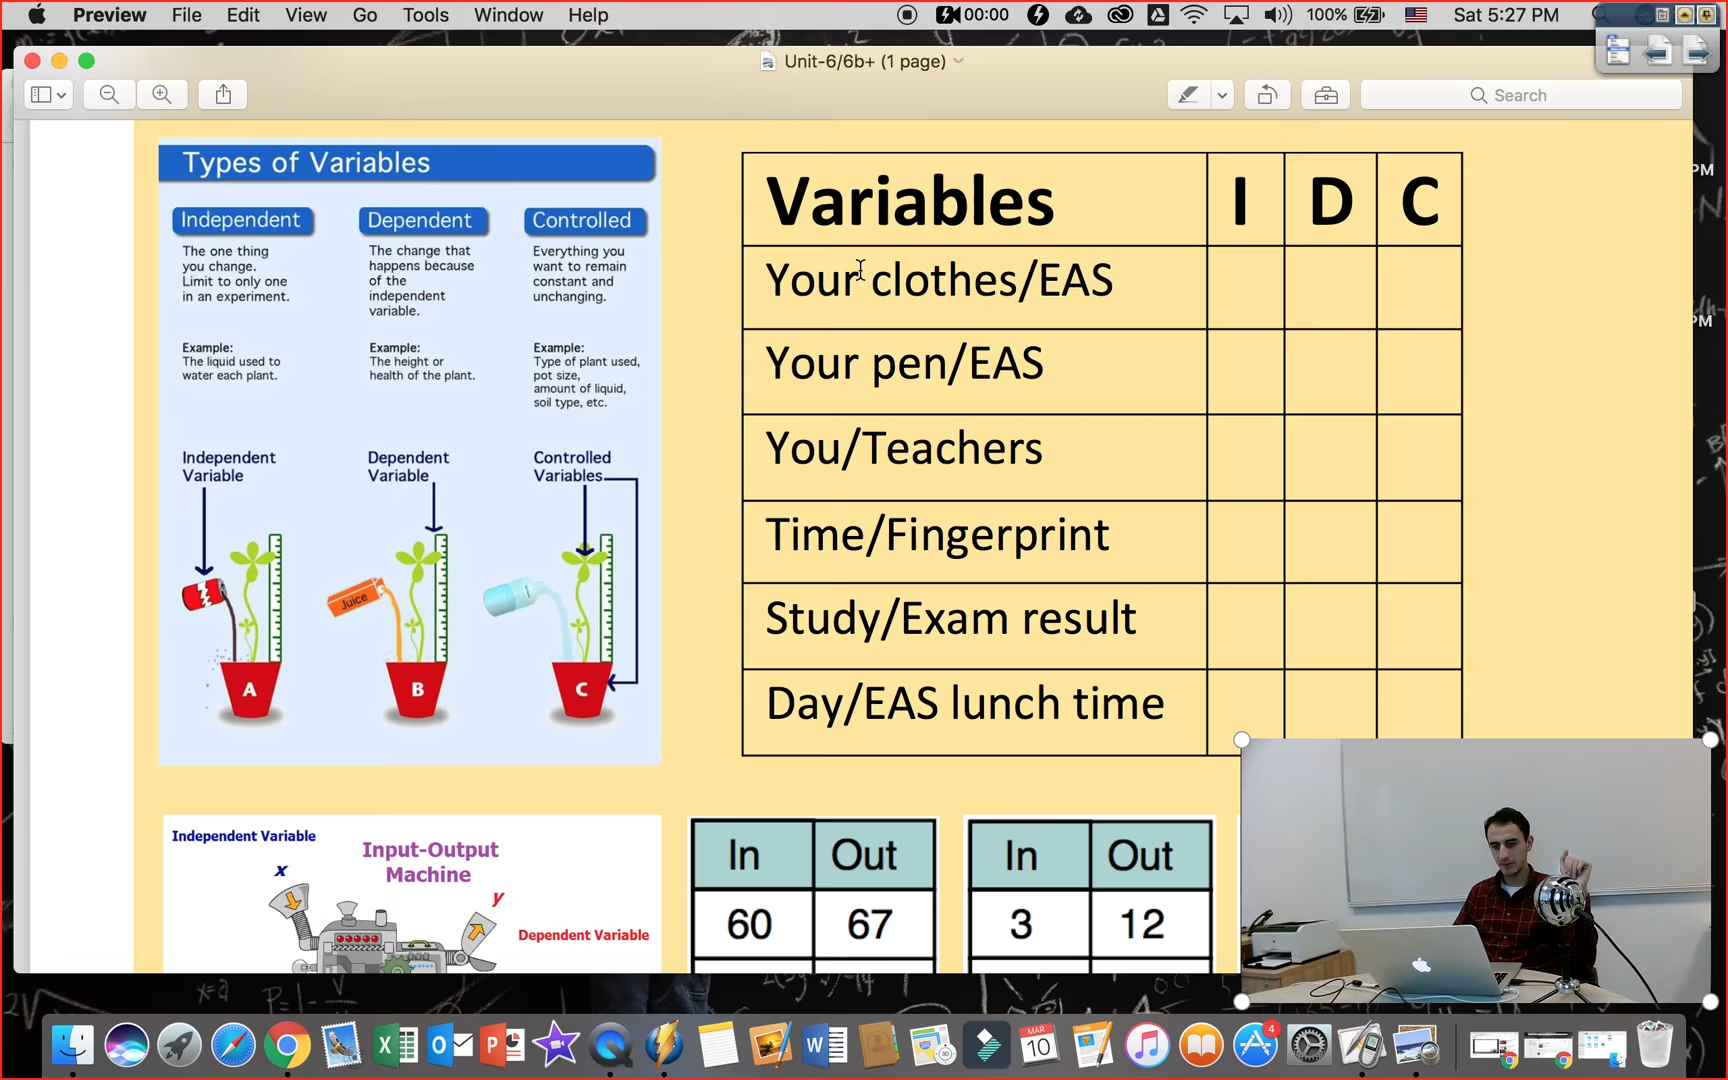 Preview File Edit View Go Tools Window Help 00:00 100% Sat 5:27 PM
Unit-6/6b+ (1 page)
Search
PM
PM
Types of Variables
Independent Dependent Controlled
The one thing
you change.
Limit to only one
in an experiment.
The change that
happens because
of the
independent
variable.
Everything you
want to remain
constant and
unchanging.
Example:
The liquid used to
water each plant.
Example:
The height or
health of the plant.
Example:
Type of plant used,
pot size,
amount of liquid,
soil type, etc.
Independent
Variable
Dependent
Variable
Controlled
Variables
Juice
A B C
Variables I D C
Your clothes/EAS
Your pen/EAS
You/Teachers
Time/Fingerprint
Study/Exam result
Day/EAS lunch time
Independent Variable
x
Input-Output
Machine
y
Dependent Variable
In Out
60 67
In Out
3 12
MAR
10
4